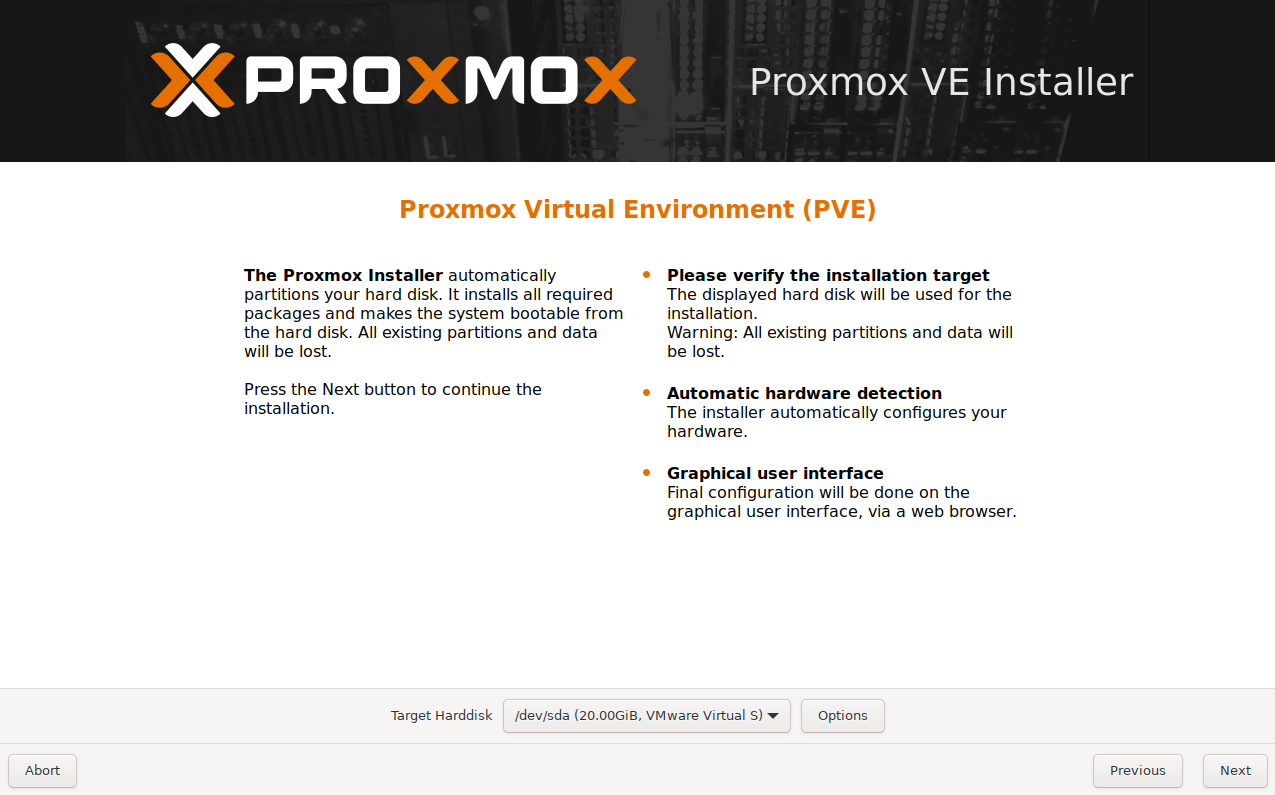 PROXMOX
Proxmox VE Installer
Proxmox Virtual Environment (PVE)
The Proxmox Installer automatically
partitions your hard disk. It installs all required
packages and makes the system bootable from
the hard disk. All existing partitions and data
will be lost.
Press the Next button to continue the
installation.
Please verify the installation target
The displayed hard disk will be used for the
installation.
Warning: All existing partitions and data will
be lost.
Automatic hardware detection
The installer automatically configures your
hardware.
Graphical user interface
Final configuration will be done on the
graphical user interface, via a web browser.
Target Harddisk /dev/sda (20.00GiB, VMware Virtual S) Options
Abort Previous Next